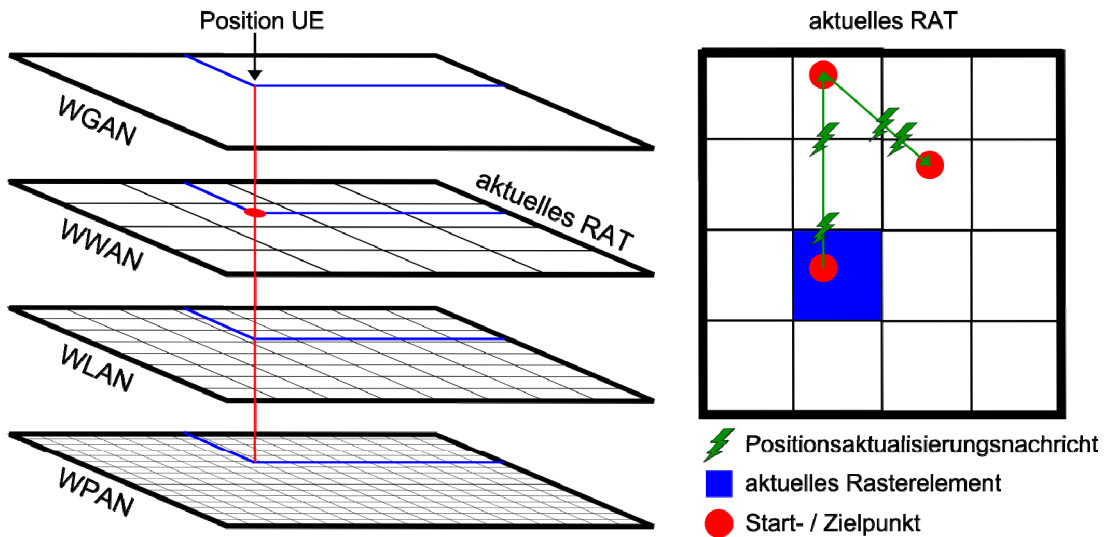 Position UE
WGAN
WWAN
aktuelles RAT
WLAN
WPAN
aktuelles RAT
Positionsaktualisierungsnachricht
aktuelles Rasterelement
Start- / Zielpunkt